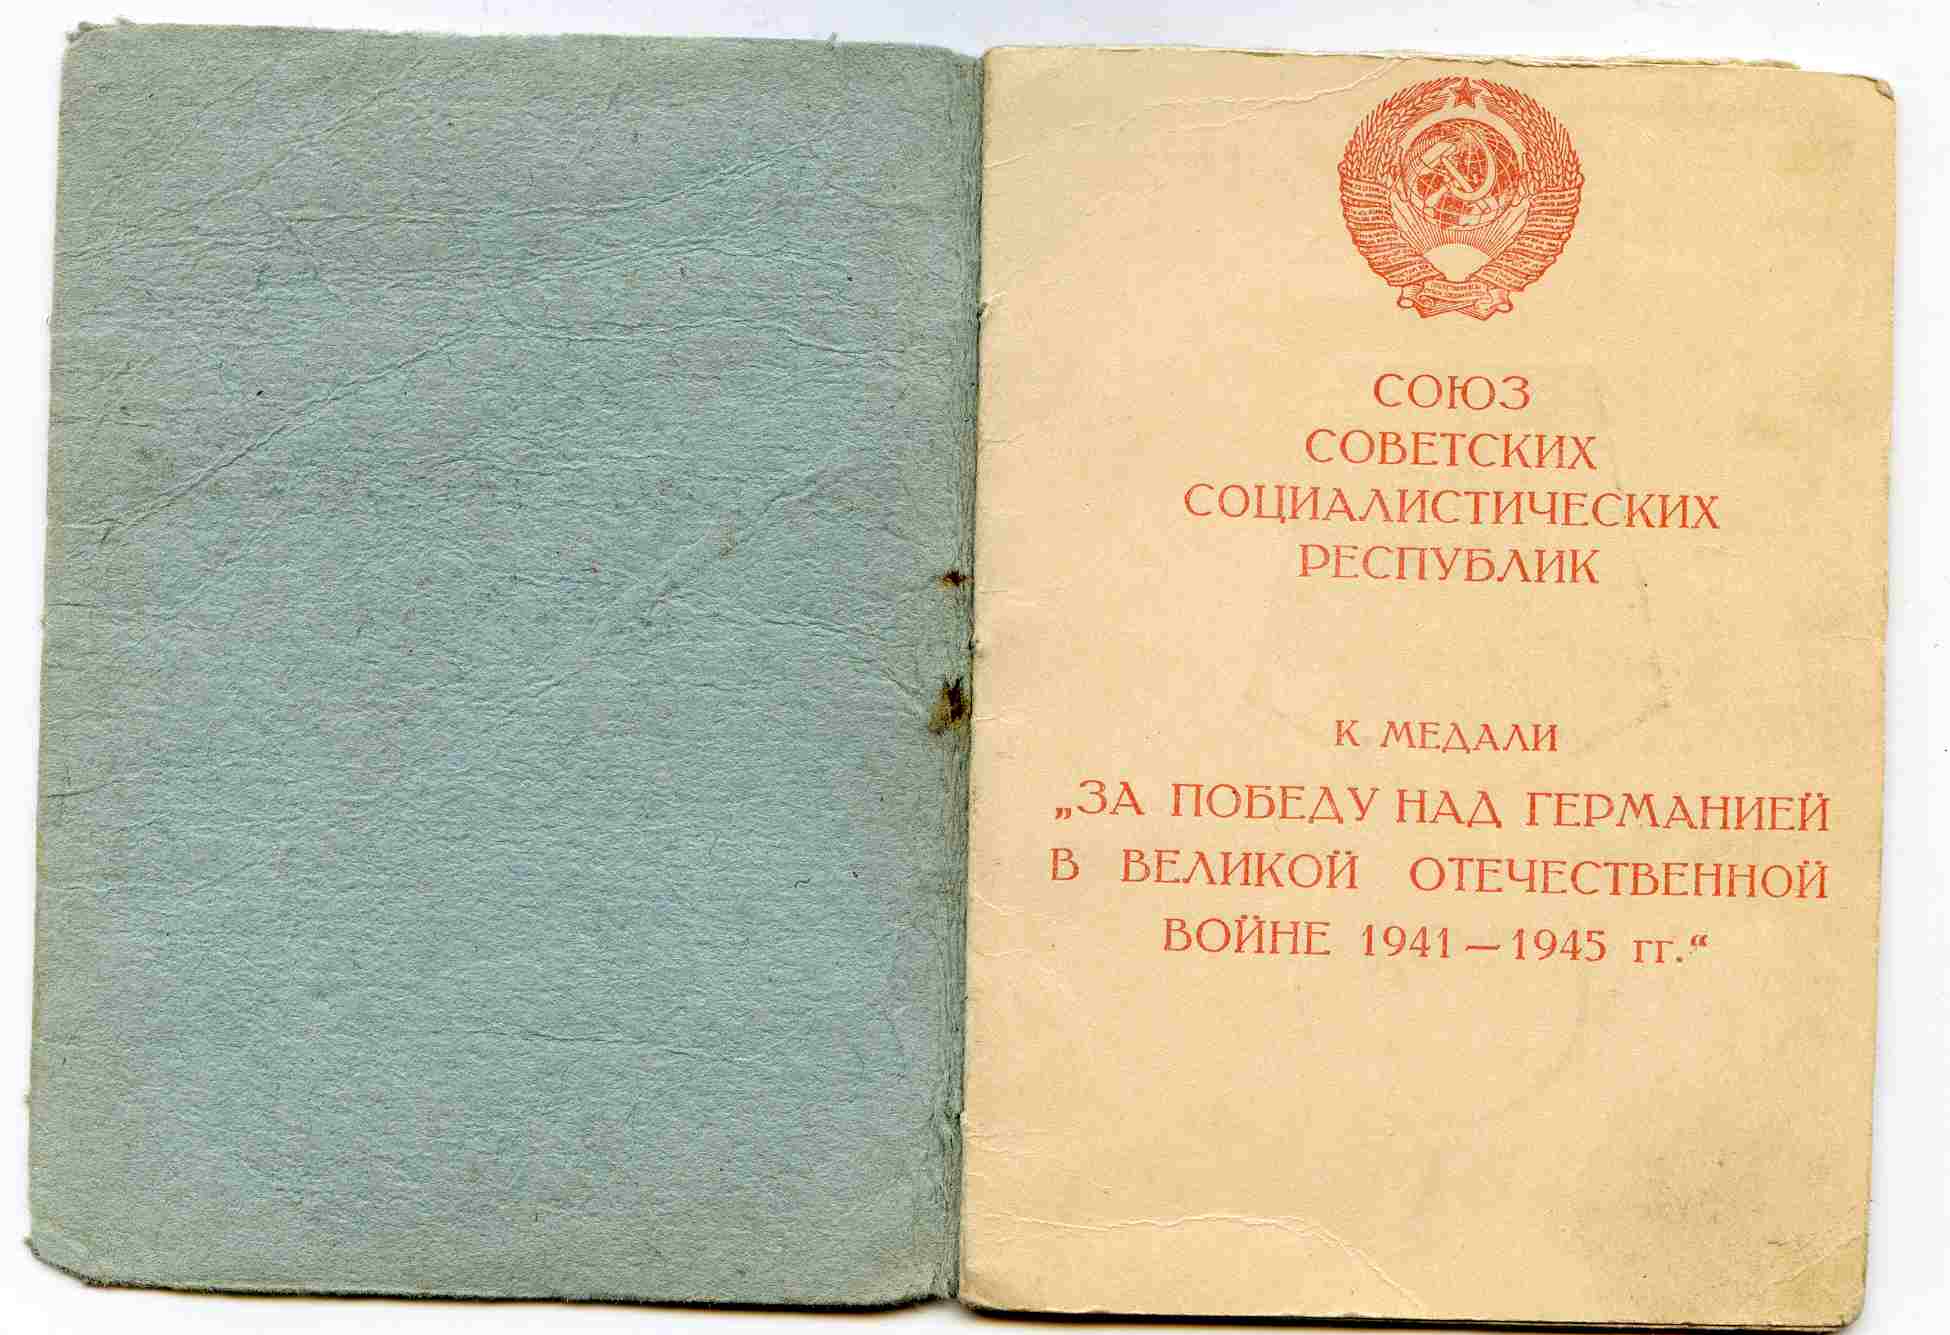 СОЮЗ
СОВЕТСКИХ
СОЦИАЛИСТИЧЕСКИХ
РЕСПУБЛИК
К МЕДАЛИ
„ЗА ПОБЕДУ НАД ГЕРМАНИЕЙ
В ВЕЛИКОЙ ОТЕЧЕСТВЕННОЙ
ВОЙНЕ 1941—1945 гг.“